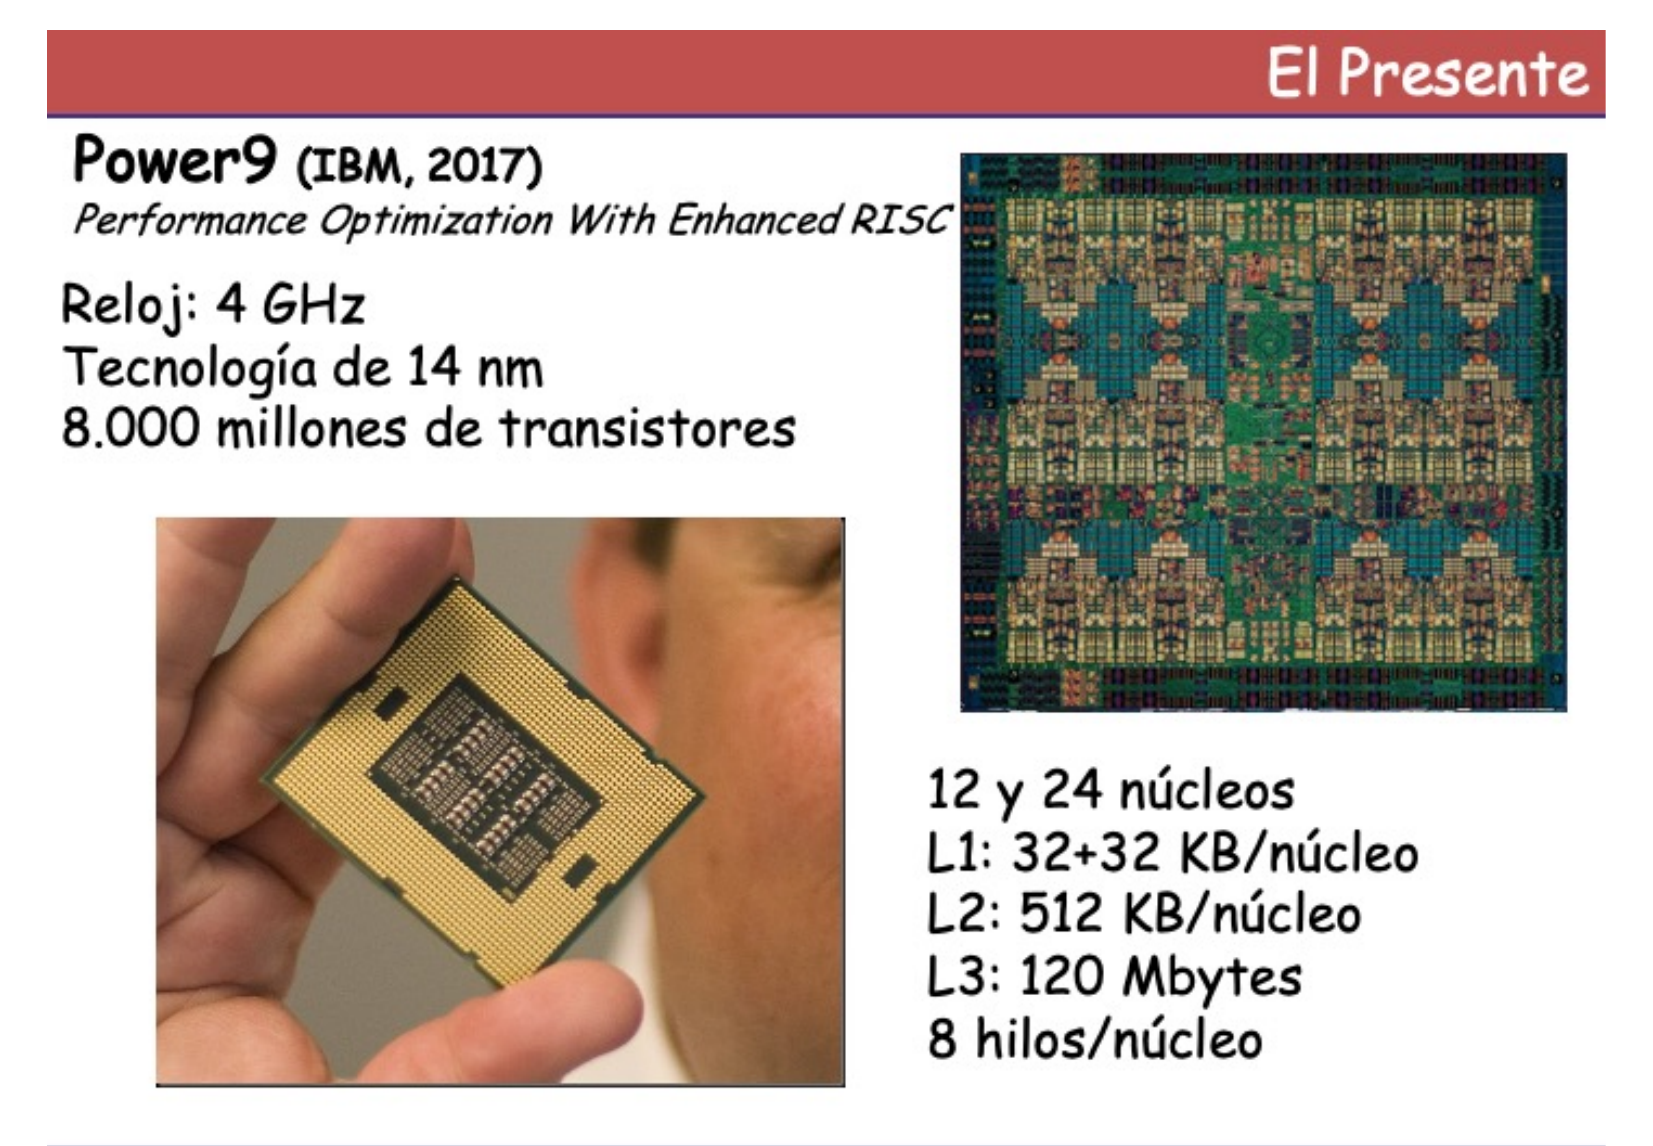 El Presente
Power9 (IBM, 2017)
Performance Optimization With Enhanced RISC
Reloj: 4 GHz
Tecnología de 14 nm
8.000 millones de transistores
12 y 24 núcleos
L1: 32+32 KB/núcleo
L2: 512 KB/núcleo
L3: 120 Mbytes
8 hilos/núcleo